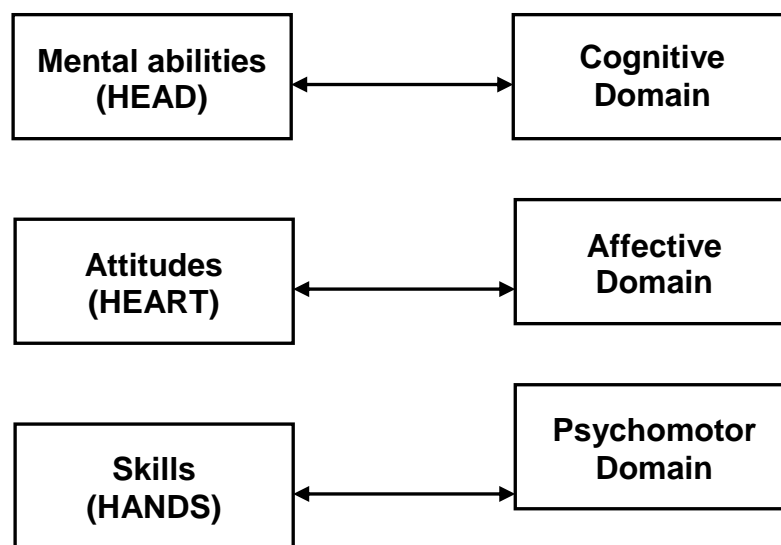 Mental abilities
(HEAD)
Cognitive
Domain
Attitudes
(HEART)
Affective
Domain
Skills
(HANDS)
Psychomotor
Domain